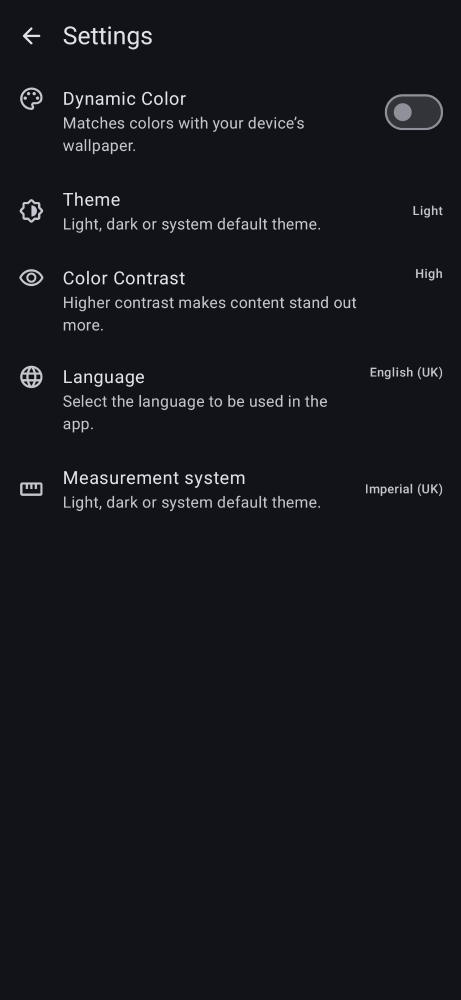 Settings
Dynamic Color
Matches colors with your device’s
wallpaper.
Theme
Light, dark or system default theme.
Light
Color Contrast
High
Higher contrast makes content stand out
more.
Language
English (UK)
Select the language to be used in the
app.
Measurement system
Light, dark or system default theme.
Imperial (UK)